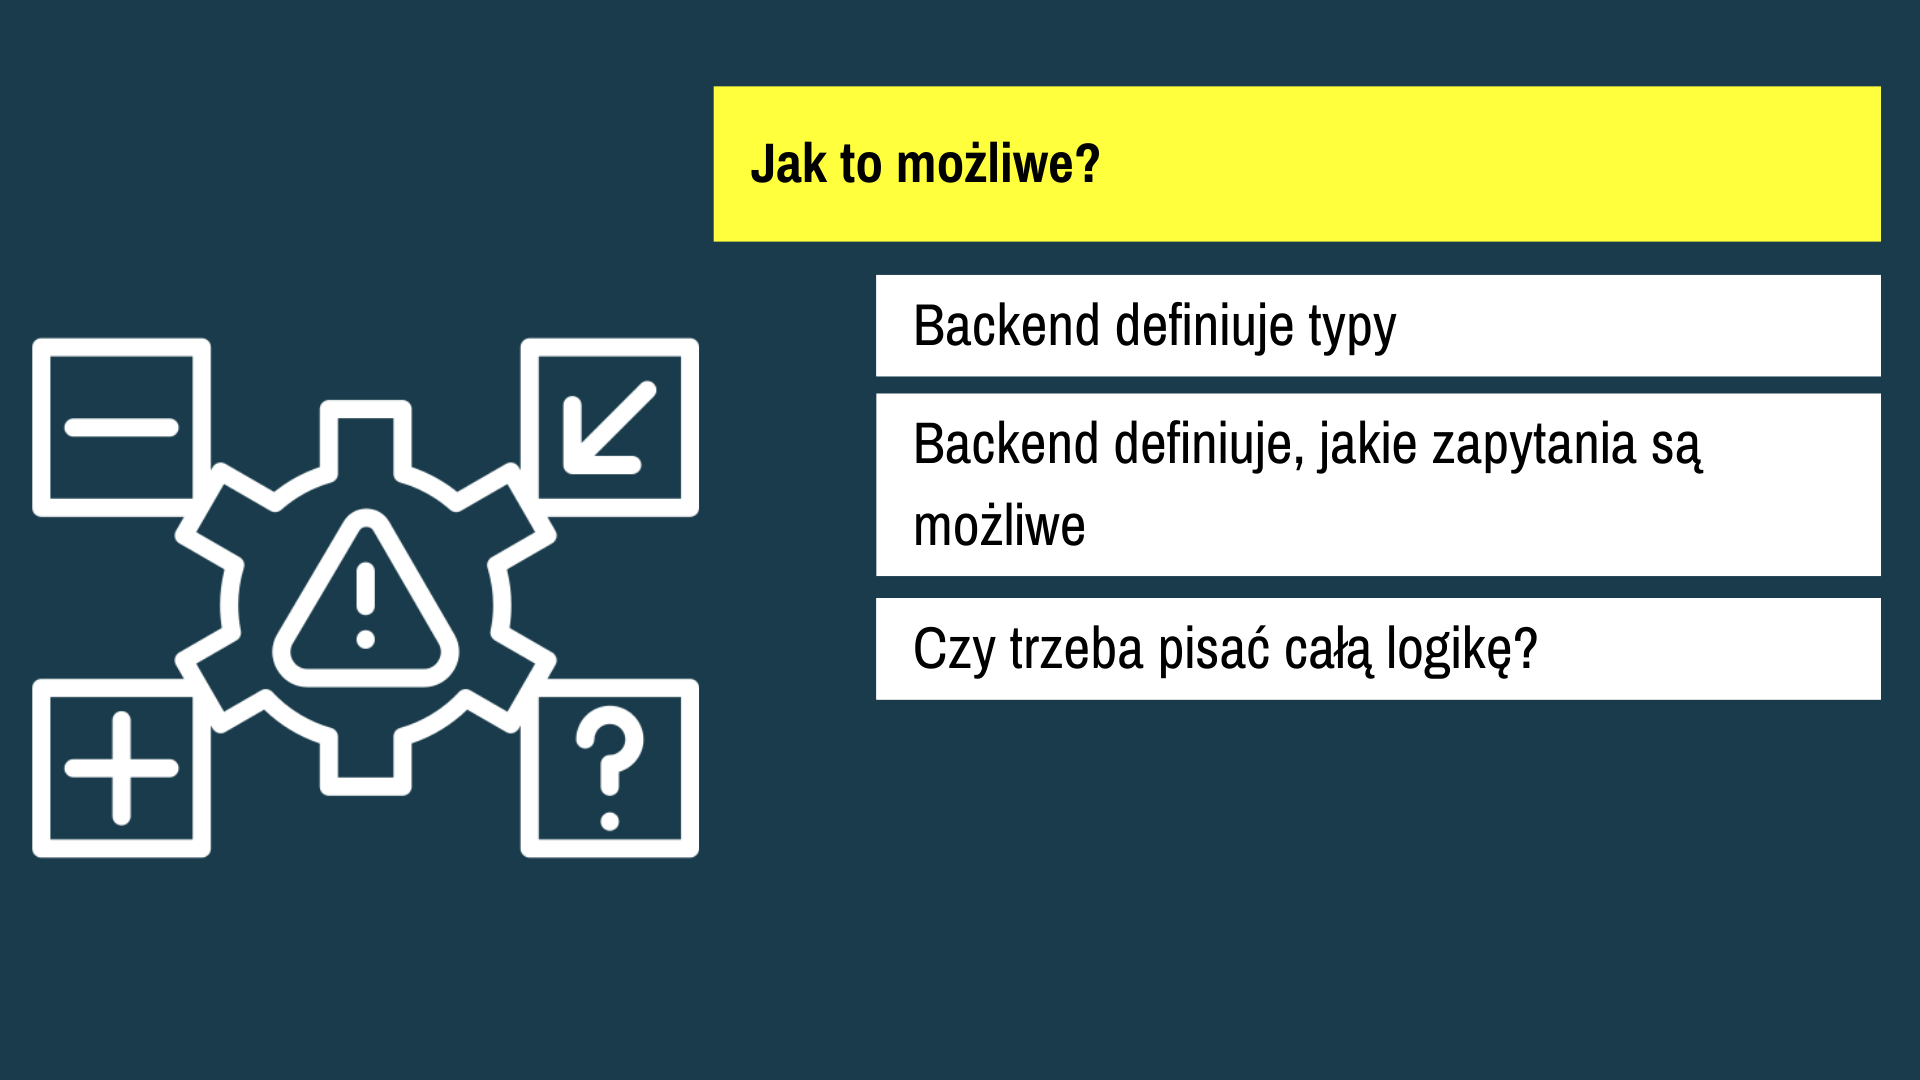 Jak to możliwe?
Backend definiuje typy
Backend definiuje, jakie zapytania są
możliwe
Czy trzeba pisać całą logikę?